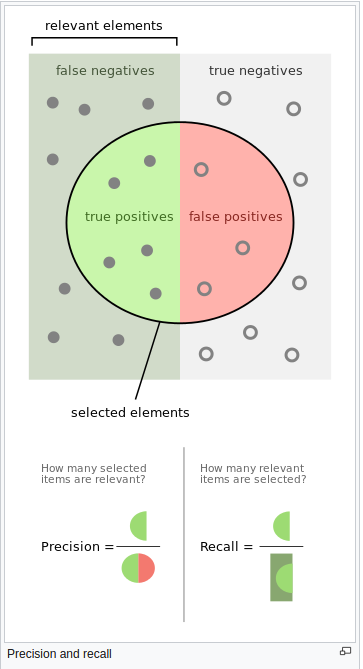 relevant elements
false negatives
true negatives
true positives
false positives
selected elements
How many selected
items are relevant?
How many relevant
items are selected?
Precision =
Recall =
Precision and recall